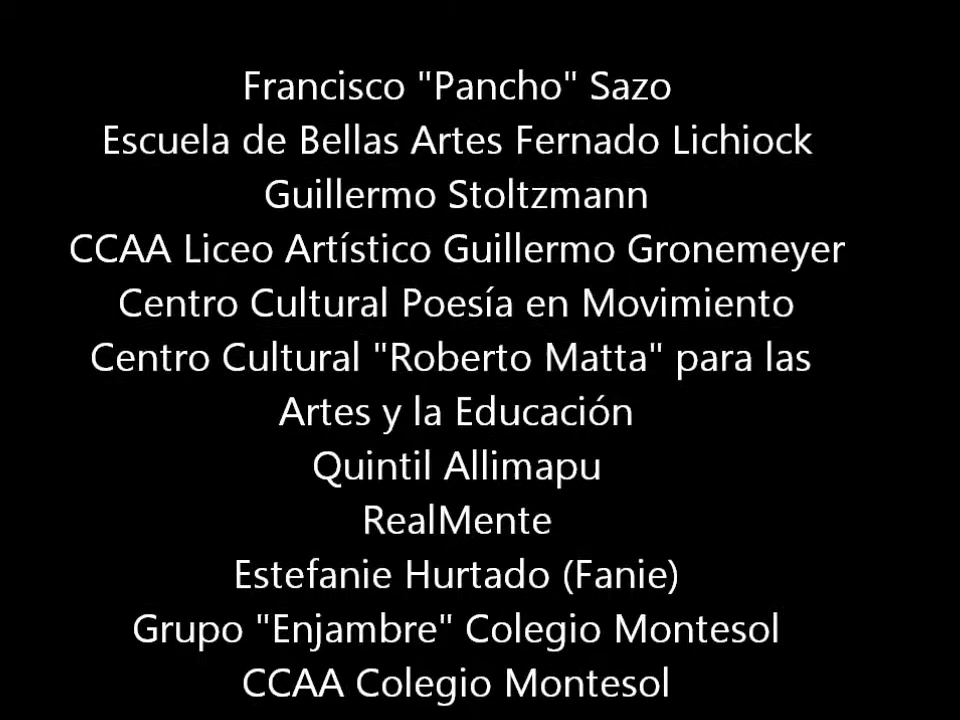 Francisco "Pancho" Sazo
Escuela de Bellas Artes Fernado Lichiock
Guillermo Stoltzmann
CCAA Liceo Artístico Guillermo Gronemeyer
Centro Cultural Poesía en Movimiento
Centro Cultural "Roberto Matta" para las
Artes y la Educación
Quintil Allimapu
RealMente
Estefanie Hurtado (Fanie)
Grupo "Enjambre" Colegio Montesol
CCAA Colegio Montesol